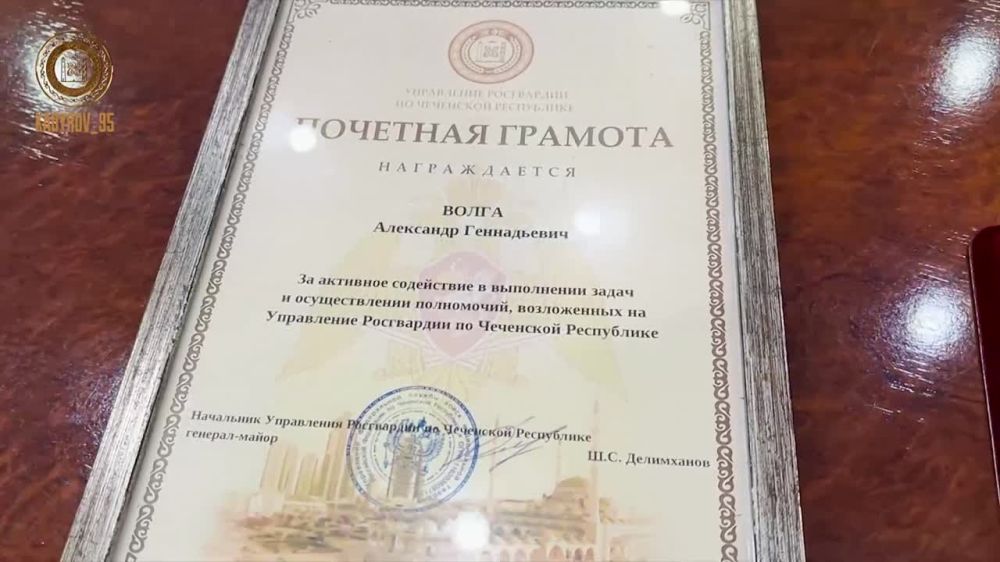 KADYROV_95
УПРАВЛЕНИЕ РОСГВАРДИИ
ПО ЧЕЧЕНСКОЙ РЕСПУБЛИКЕ
ПОЧЕТНАЯ ГРАМОТА
НАГРАЖДАЕТСЯ
ВОЛГА
Александр Геннадьевич
За активное содействие в выполнении задач
и осуществлении полномочий, возложенных на
Управление Росгвардии по Чеченской Республике
Начальник Управления Росгвардии по Чеченской Республике
генерал-майор
Ш.С. Делимханов